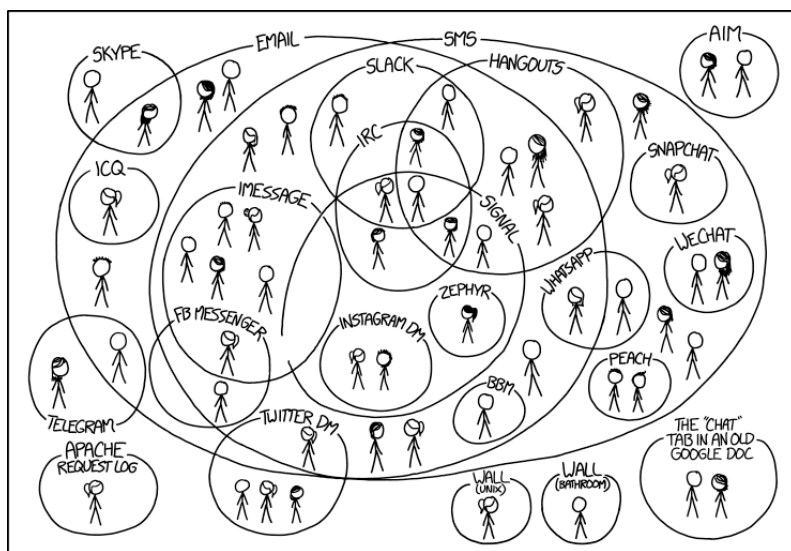 SKYPE
EMAIL
SMS
AIM
SLACK
HANGOUTS
IRC
SNAPCHAT
ICQ
IMESSAGE
SIGNAL
WECHAT
WHATSAPP
ZEPHYR
FB MESSENGER
INSTAGRAM DM
PEACH
BBM
TELEGRAM
TWITTER DM
APACHE
REQUEST LOG
WALL
(UNIX)
WALL
(BATHROOM)
THE "CHAT"
TAB IN AN OLD
GOOGLE DOC